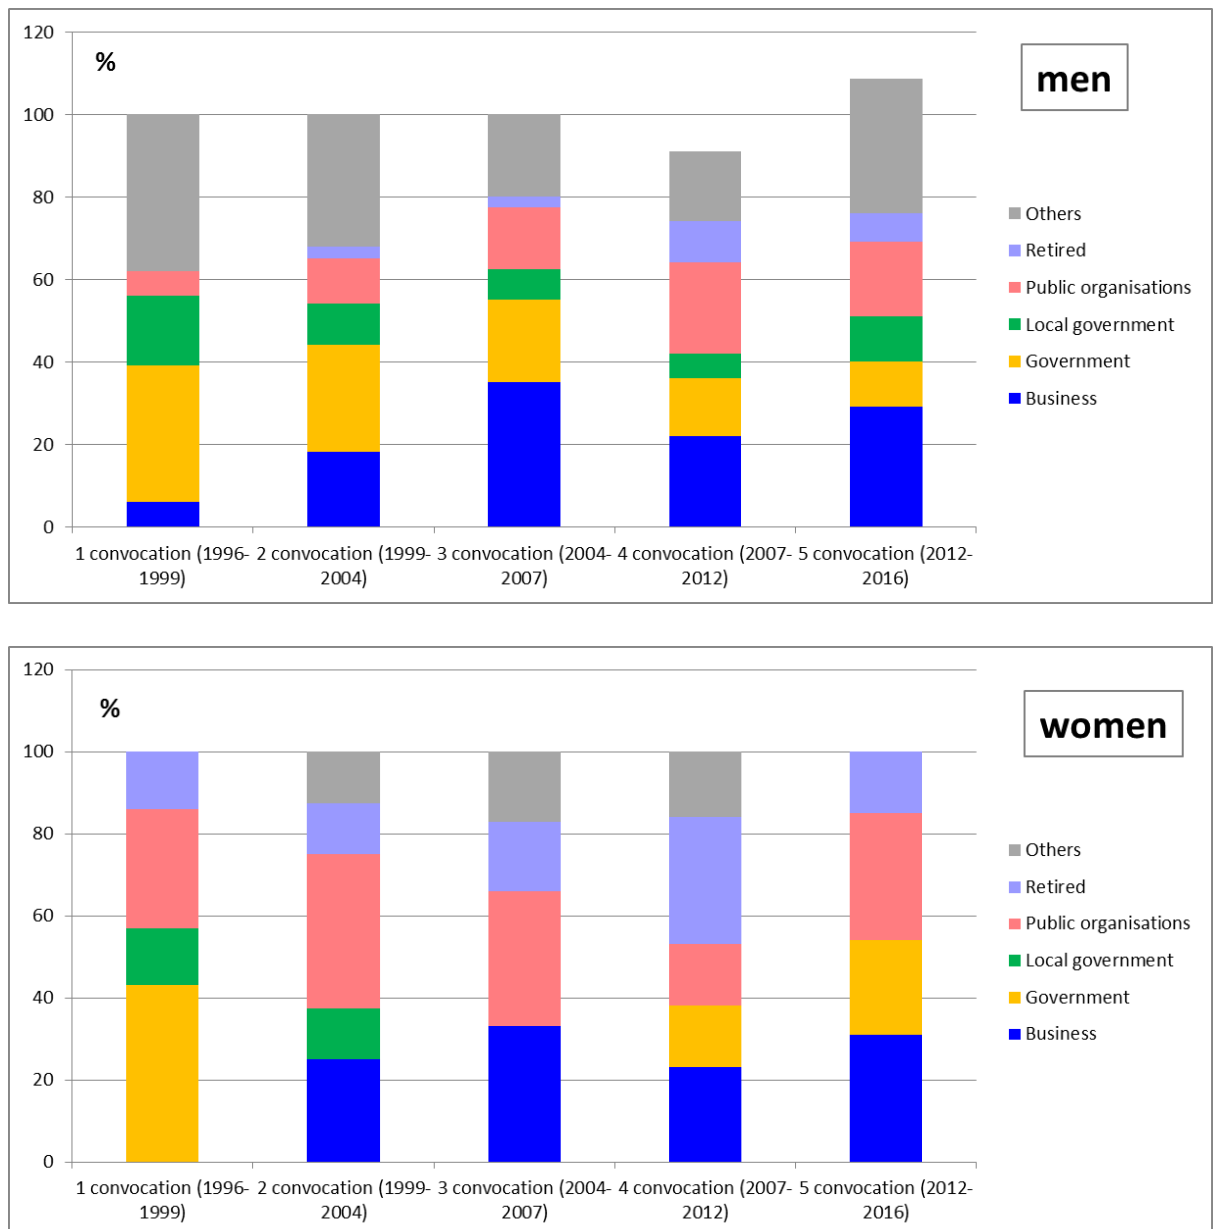 120
%
men
100
80
60
40
20
0
Others
Retired
Public organisations
Local government
Government
Business
1 convocation (1996-
1999)
2 convocation (1999-
2004)
3 convocation (2004-
2007)
4 convocation (2007-
2012)
5 convocation (2012-
2016)
120
%
women
100
80
60
40
20
0
Others
Retired
Public organisations
Local government
Government
Business
1 convocation (1996-
1999)
2 convocation (1999-
2004)
3 convocation (2004-
2007)
4 convocation (2007-
2012)
5 convocation (2012-
2016)